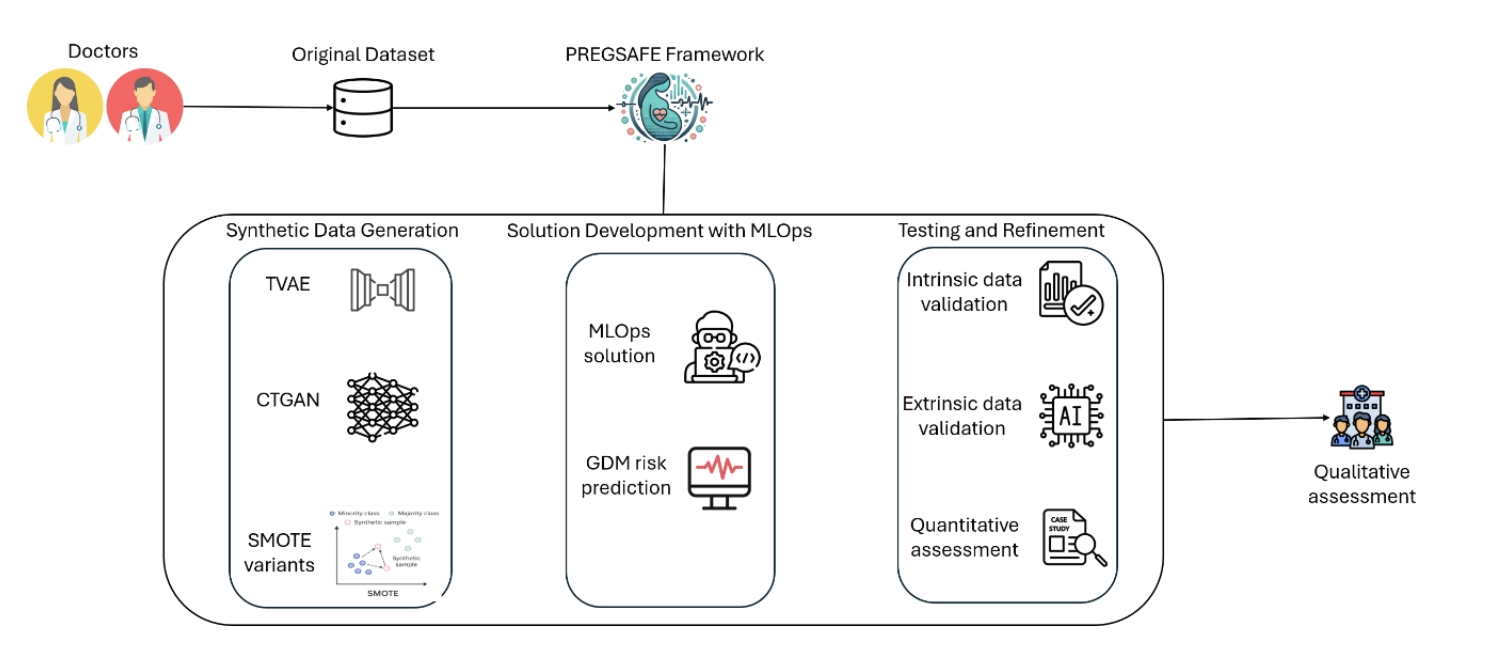 Doctors
Original Dataset
PREGSAFE Framework
Synthetic Data Generation
Solution Development with MLOps
Testing and Refinement
TVAE
CTGAN
SMOTE
variants
Minority class
Majority class
Synthetic sample
Synthetic
sample
SMOTE
MLOps
solution
</>
GDM risk
prediction
Intrinsic data
validation
Extrinsic data
validation
AI
Quantitative
assessment
CASE
STUDY
Qualitative
assessment